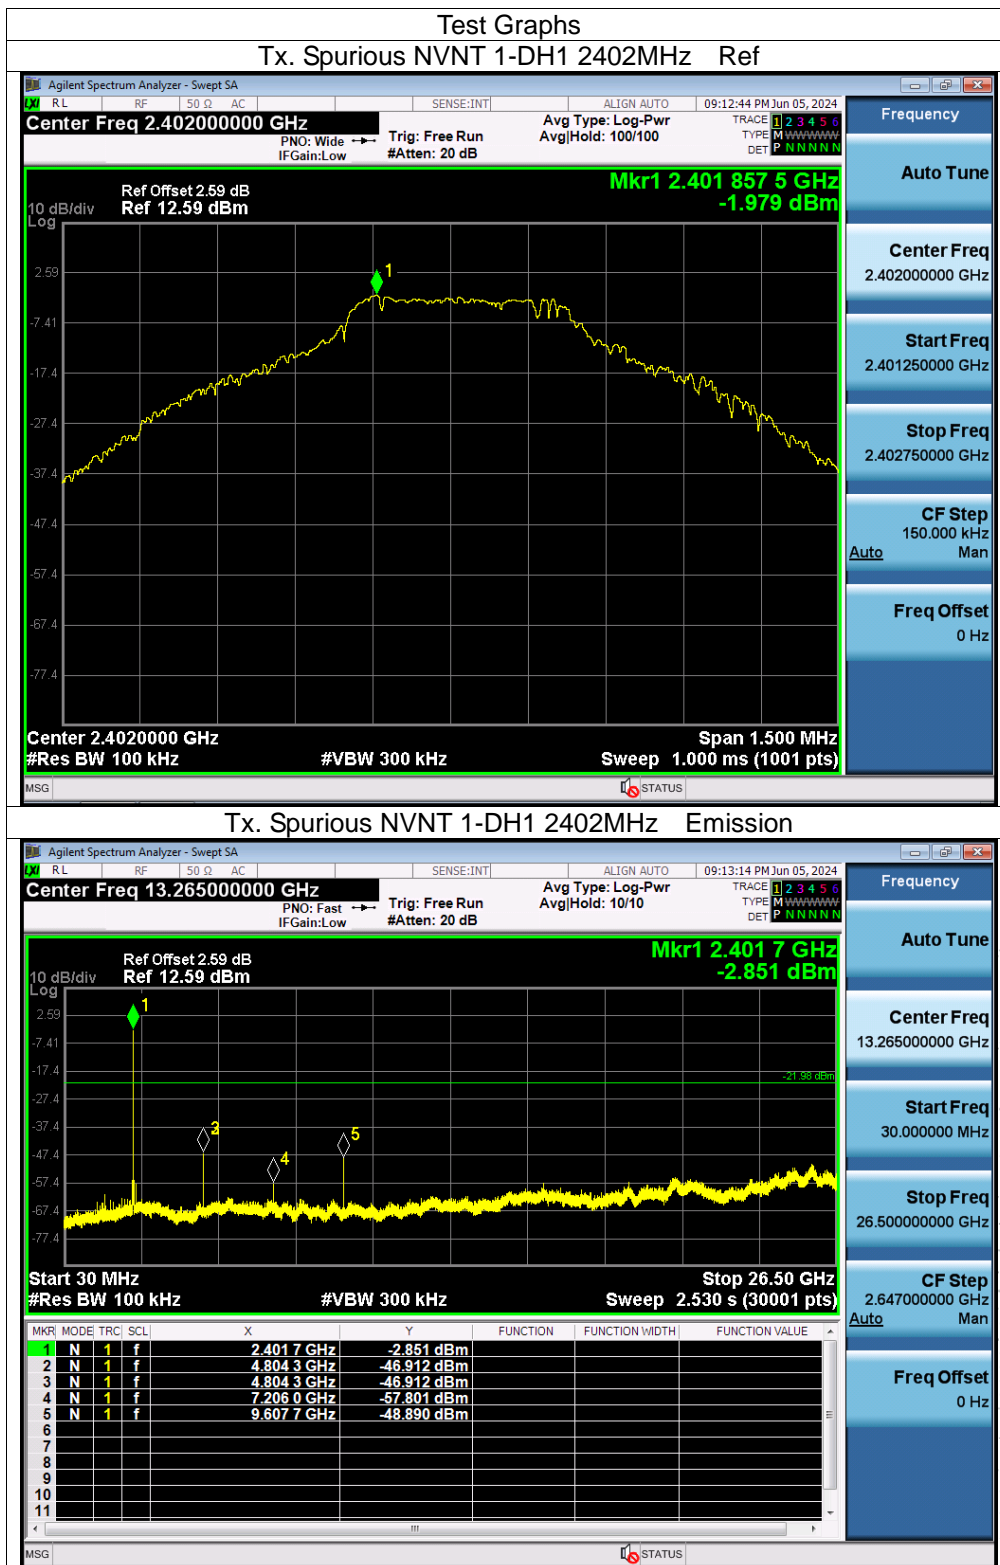 Test Graphs
Tx. Spurious NVNT 1-DH1 2402MHz Ref
Agilent Spectrum Analyzer - Swept SA
LXI RL RF 50 Ω AC SENSE:INT ALIGN AUTO 09:12:44 PM Jun 05, 2024
Center Freq 2.402000000 GHz
PNO: Wide
IFGain:Low
Trig: Free Run
#Atten: 20 dB
Avg Type: Log-Pwr
Avg|Hold: 100/100
TRACE 1 2 3 4 5 6
TYPE M WWWWW
DET P N N N N N
Mkr1 2.401 857 5 GHz
-1.979 dBm
Ref Offset 2.59 dB
10 dB/div Ref 12.59 dBm
Log
1
2.59
-7.41
-17.4
-27.4
-37.4
-47.4
-57.4
-67.4
-77.4
Center 2.4020000 GHz Span 1.500 MHz
#Res BW 100 kHz #VBW 300 kHz Sweep 1.000 ms (1001 pts)
MSG STATUS
Frequency
Auto Tune
Center Freq
2.402000000 GHz
Start Freq
2.401250000 GHz
Stop Freq
2.402750000 GHz
CF Step
150.000 kHz
Auto Man
Freq Offset
0 Hz
Tx. Spurious NVNT 1-DH1 2402MHz Emission
Agilent Spectrum Analyzer - Swept SA
LXI RL RF 50 Ω AC SENSE:INT ALIGN AUTO 09:13:14 PM Jun 05, 2024
Center Freq 13.265000000 GHz
PNO: Fast
IFGain:Low
Trig: Free Run
#Atten: 20 dB
Avg Type: Log-Pwr
Avg|Hold: 10/10
TRACE 1 2 3 4 5 6
TYPE M WWWWW
DET P N N N N N
Mkr1 2.401 7 GHz
-2.851 dBm
Ref Offset 2.59 dB
10 dB/div Ref 12.59 dBm
Log
1
2.59
-7.41
-17.4
-21.98 dBm
-27.4
-37.4
5
4
-47.4
-57.4
-67.4
-77.4
Start 30 MHz Stop 26.50 GHz
#Res BW 100 kHz #VBW 300 kHz Sweep 2.530 s (30001 pts)
MKR MODE TRC SCL X Y FUNCTION FUNCTION WIDTH FUNCTION VALUE
1 N 1 f 2.401 7 GHz -2.851 dBm
2 N 1 f 4.804 3 GHz -46.912 dBm
3 N 1 f 4.804 3 GHz -46.912 dBm
4 N 1 f 7.206 0 GHz -57.801 dBm
5 N 1 f 9.607 7 GHz -48.890 dBm
6
7
8
9
10
11
MSG STATUS
Frequency
Auto Tune
Center Freq
13.265000000 GHz
Start Freq
30.000000 MHz
Stop Freq
26.500000000 GHz
CF Step
2.647000000 GHz
Auto Man
Freq Offset
0 Hz